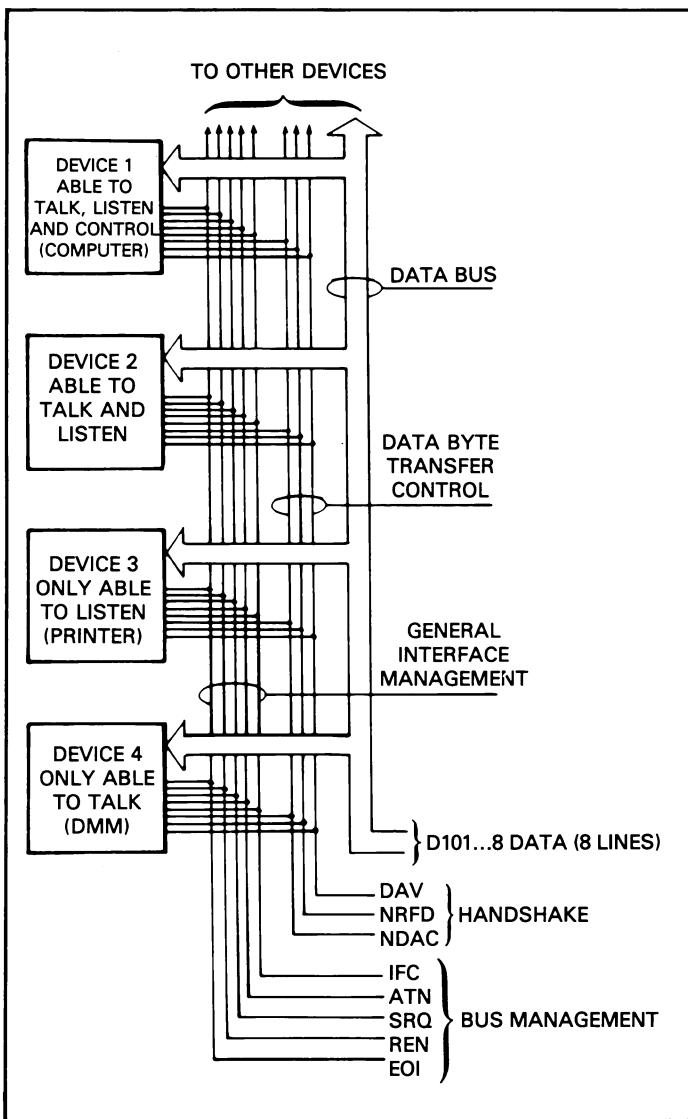 TO OTHER DEVICES
DEVICE 1
ABLE TO
TALK, LISTEN
AND CONTROL
(COMPUTER)
DATA BUS
DEVICE 2
ABLE TO
TALK AND
LISTEN
DATA BYTE
TRANSFER
CONTROL
DEVICE 3
ONLY ABLE
TO LISTEN
(PRINTER)
GENERAL
INTERFACE
MANAGEMENT
DEVICE 4
ONLY ABLE
TO TALK
(DMM)
D101...8 DATA (8 LINES)
DAV
NRFD
NDAC
HANDSHAKE
IFC
ATN
SRQ
REN
EOI
BUS MANAGEMENT